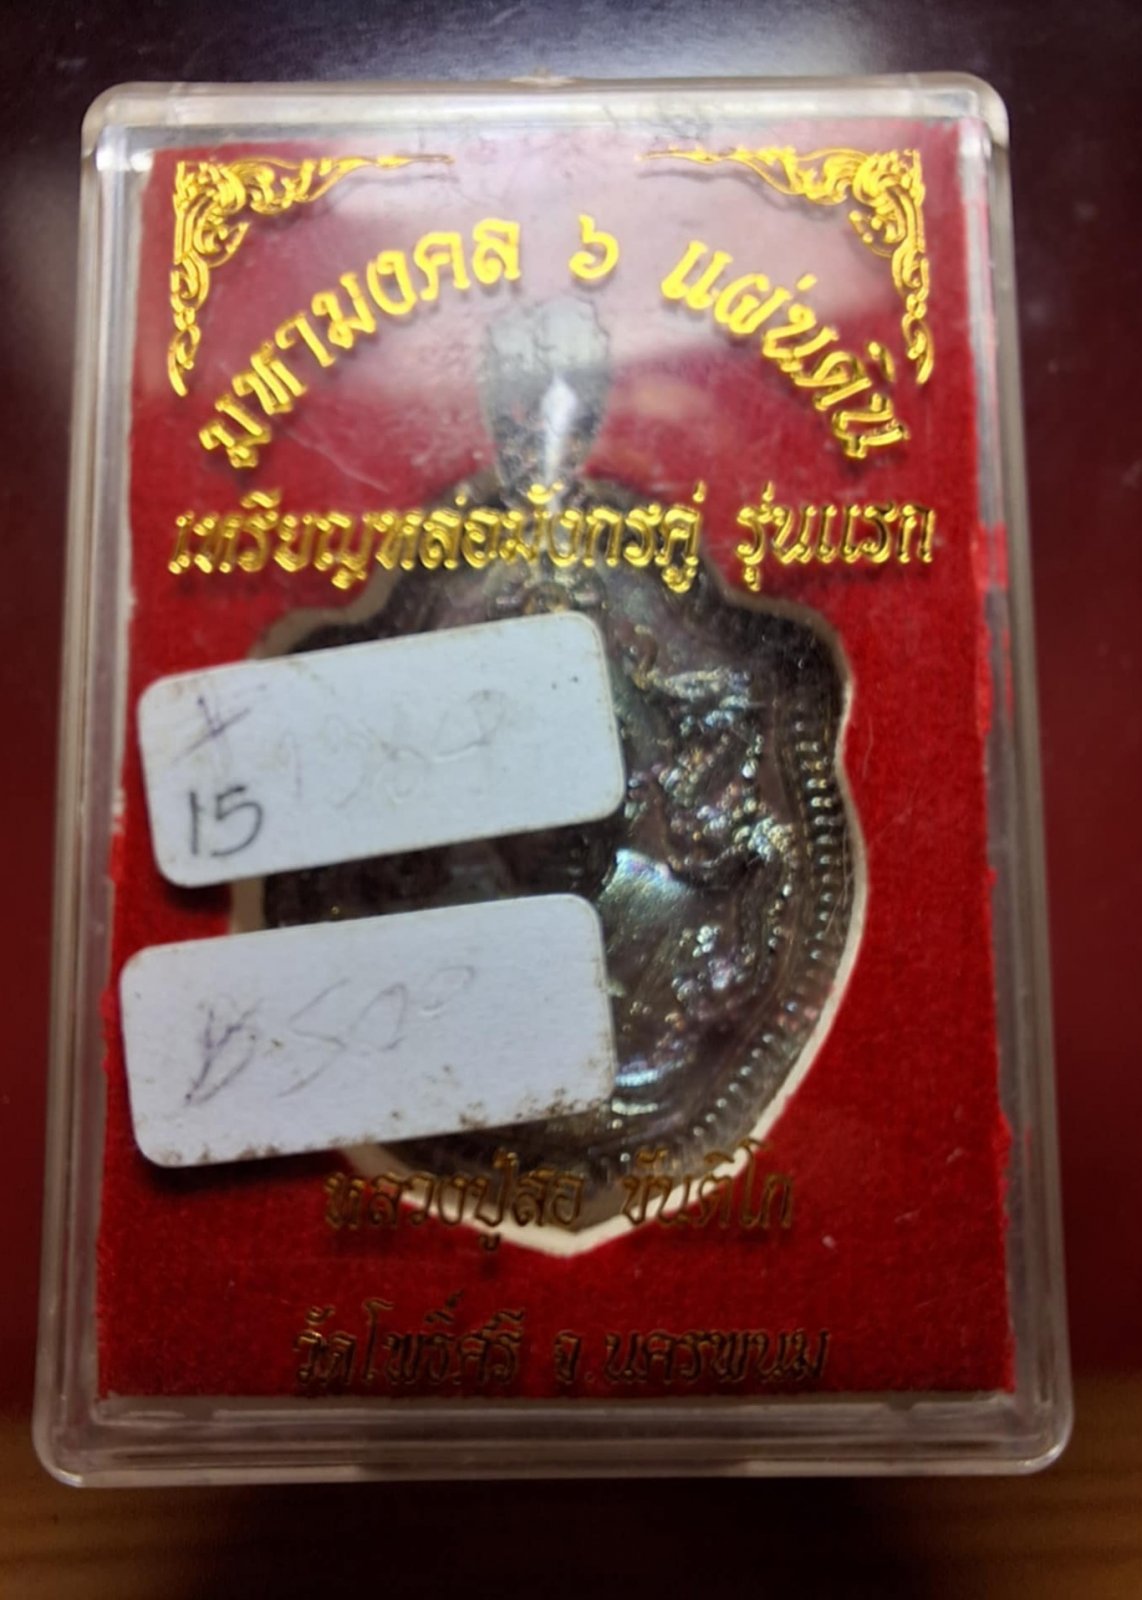 มหามงคล ๖ แผ่นดิน
เหรียญหล่อมังกรคู่ รุ่นแรก
15
฿.500
หลวงปู่สอ ขันติโก
วัดโพธิ์ศรี จ.นครพนม